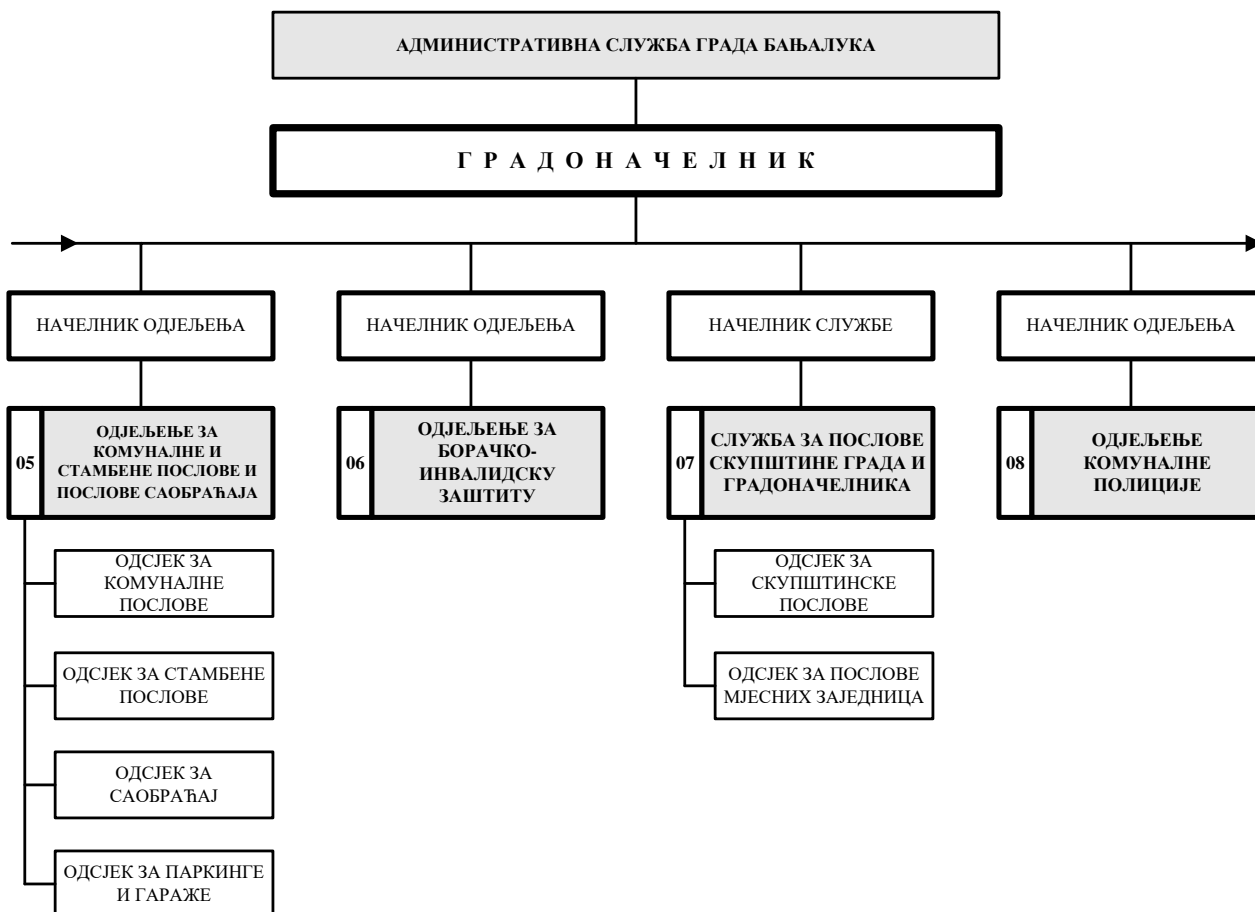 АДМИНИСТРАТИВНА СЛУЖБА ГРАДА БАЊАЛУКА
Г Р А Д О Н А Ч Е Л Н И К
НАЧЕЛНИК ОДЈЕЉЕЊА
НАЧЕЛНИК ОДЈЕЉЕЊА
НАЧЕЛНИК СЛУЖБЕ
НАЧЕЛНИК ОДЈЕЉЕЊА
05
ОДЈЕЉЕЊЕ ЗА
КОМУНАЛНЕ И
СТАМБЕНЕ ПОСЛОВЕ И
ПОСЛОВЕ САОБРАЋАЈА
06
ОДЈЕЉЕЊЕ ЗА
БОРАЧКО-
ИНВАЛИДСКУ
ЗАШТИТУ
07
СЛУЖБА ЗА ПОСЛОВЕ
СКУПШТИНЕ ГРАДА И
ГРАДОНАЧЕЛНИКА
08
ОДЈЕЉЕЊЕ
КОМУНАЛНЕ
ПОЛИЦИЈЕ
ОДСЈЕК ЗА
КОМУНАЛНЕ
ПОСЛОВЕ
ОДСЈЕК ЗА СТАМБЕНЕ
ПОСЛОВЕ
ОДСЈЕК ЗА
САОБРАЋАЈ
ОДСЈЕК ЗА ПАРКИНГЕ
И ГАРАЖЕ
ОДСЈЕК ЗА
СКУПШТИНСКЕ
ПОСЛОВЕ
ОДСЈЕК ЗА ПОСЛОВЕ
МЈЕСНИХ ЗАЈЕДНИЦА